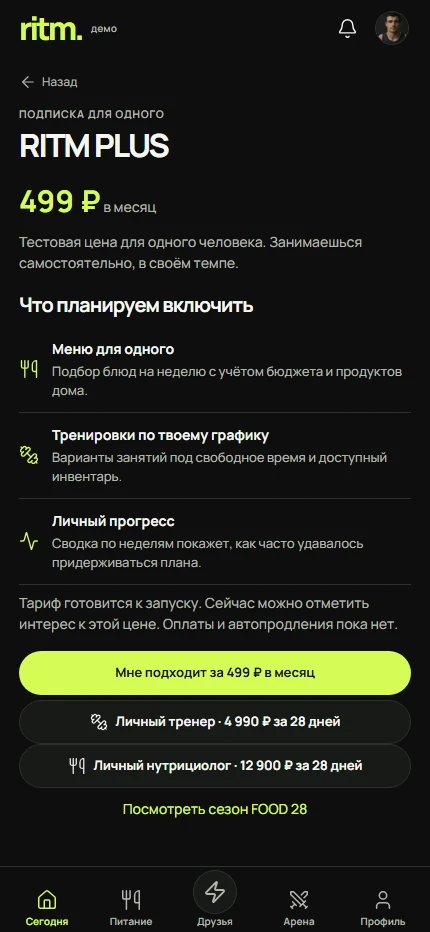 ritm. демо
Назад
ПОДПИСКА ДЛЯ ОДНОГО
RITM PLUS
499 ₽ в месяц
Тестовая цена для одного человека. Занимаешься
самостоятельно, в своём темпе.
Что планируем включить
Меню для одного
Подбор блюд на неделю с учётом бюджета и продуктов
дома.
Тренировки по твоему графику
Варианты занятий под свободное время и доступный
инвентарь.
Личный прогресс
Сводка по неделям покажет, как часто удавалось
придерживаться плана.
Тариф готовится к запуску. Сейчас можно отметить
интерес к этой цене. Оплаты и автопродления пока нет.
Мне подходит за 499 ₽ в месяц
Личный тренер · 4 990 ₽ за 28 дней
Личный нутрициолог · 12 900 ₽ за 28 дней
Посмотреть сезон FOOD 28
Сегодня Питание Друзья Арена Профиль